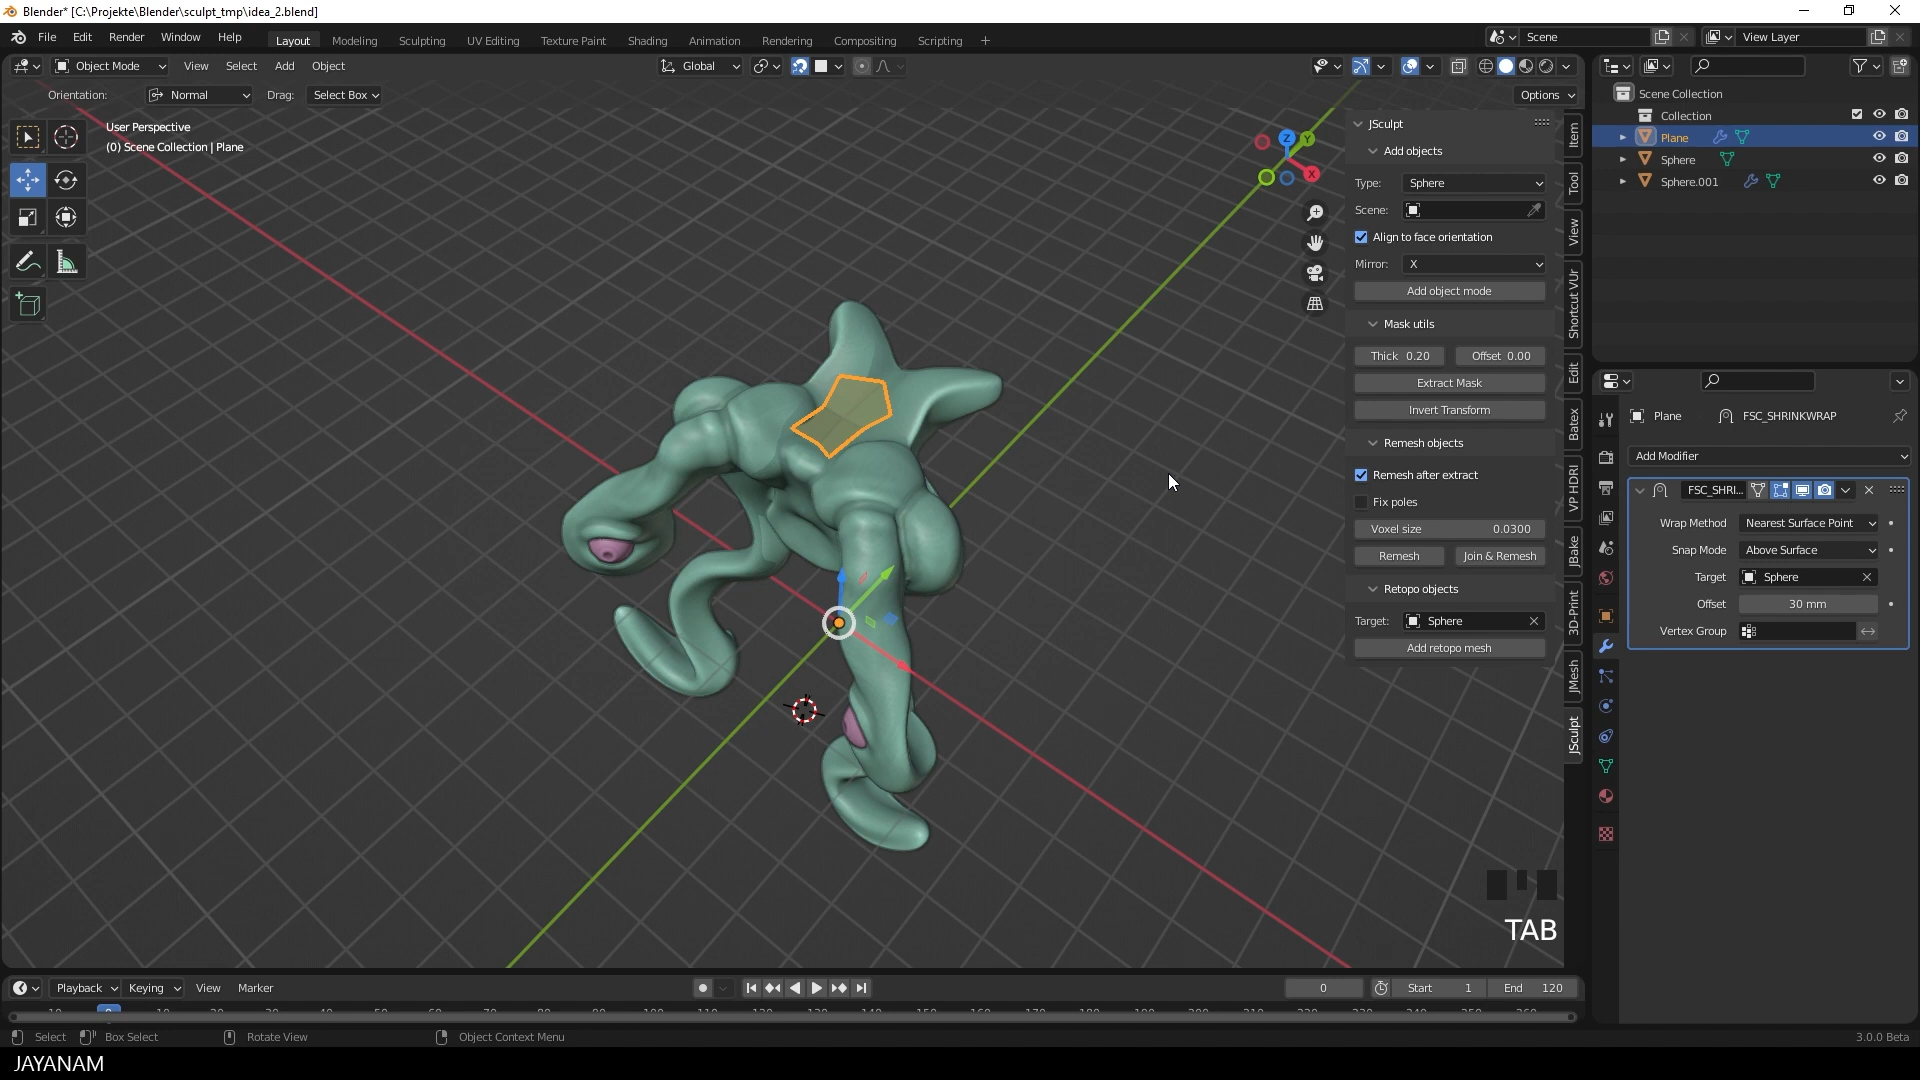 Blender* [C:\Projekte\Blender\sculpt_tmp\idea_2.blend]
File Edit Render Window Help Layout Modeling Sculpting UV Editing Texture Paint Shading Animation Rendering Compositing Scripting + Scene View Layer
Object Mode View Select Add Object Global
Orientation: Normal Drag: Select Box Options
User Perspective
(0) Scene Collection | Plane
Z Y X
JSculpt
Add objects
Type: Sphere
Scene:
Align to face orientation
Mirror: X
Add object mode
Mask utils
Thick 0.20 Offset 0.00
Extract Mask
Invert Transform
Remesh objects
Remesh after extract
Fix poles
Voxel size 0.0300
Remesh Join & Remesh
Retopo objects
Target: Sphere
Add retopo mesh
Item
Tool
View
Shortcut VUr
Edit
Batex
VP HDRI
JBake
3D-Print
JMesh
JSculpt
Scene Collection
Collection
Plane
Sphere
Sphere.001
Plane FSC_SHRINKWRAP
Add Modifier
FSC_SHRI...
Wrap Method Nearest Surface Point
Snap Mode Above Surface
Target Sphere
Offset 30 mm
Vertex Group
TAB
Playback Keying View Marker 0 Start 1 End 120
Select Box Select Rotate View Object Context Menu 3.0.0 Beta
JAYANAM